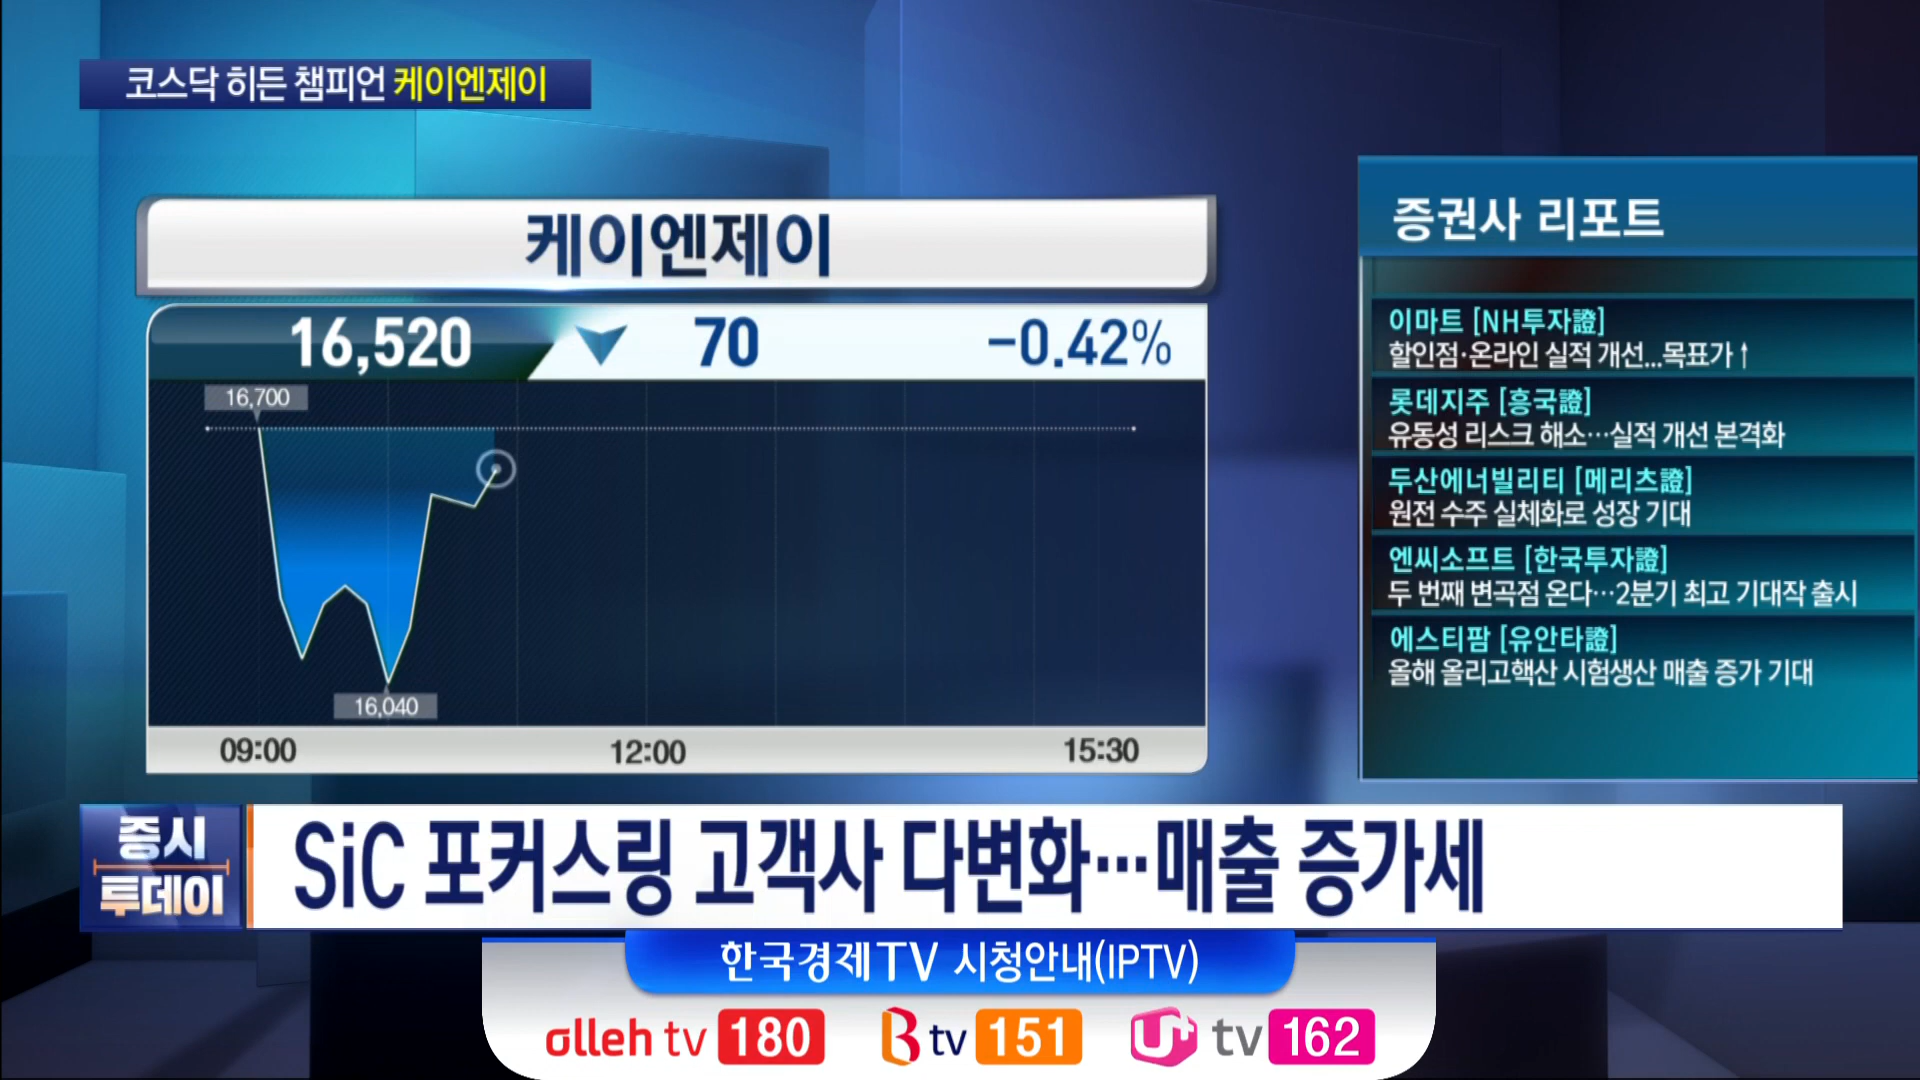 코스닥 히든 챔피언 케이엔제이
케이엔제이
16,520 70 -0.42%
16,700
16,040
09:00 12:00 15:30
증권사 리포트
이마트 [NH투자證]
할인점·온라인 실적 개선...목표가↑
롯데지주 [흥국證]
유동성 리스크 해소…실적 개선 본격화
두산에너빌리티 [메리츠證]
원전 수주 실체화로 성장 기대
엔씨소프트 [한국투자證]
두 번째 변곡점 온다…2분기 최고 기대작 출시
에스티팜 [유안타證]
올해 올리고핵산 시험생산 매출 증가 기대
증시
투데이
SiC 포커스링 고객사 다변화…매출 증가세
한국경제TV 시청안내(IPTV)
olleh tv 180 B tv 151 U+ tv 162